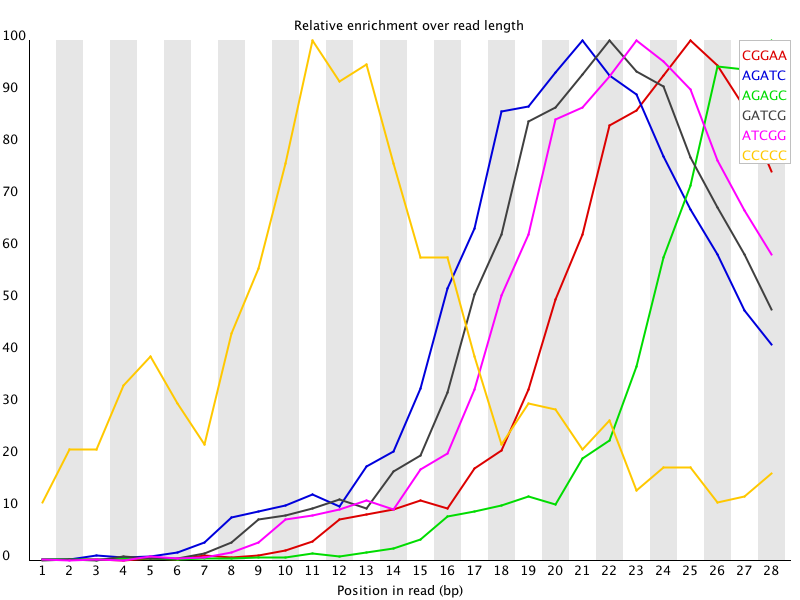 Relative enrichment over read length
100
90
80
70
60
50
40
30
20
10
0
CGGAA
AGATC
AGAGC
GATCG
ATCGG
CCCCC
1 2 3 4 5 6 7 8 9 10 11 12 13 14 15 16 17 18 19 20 21 22 23 24 25 26 27 28
Position in read (bp)